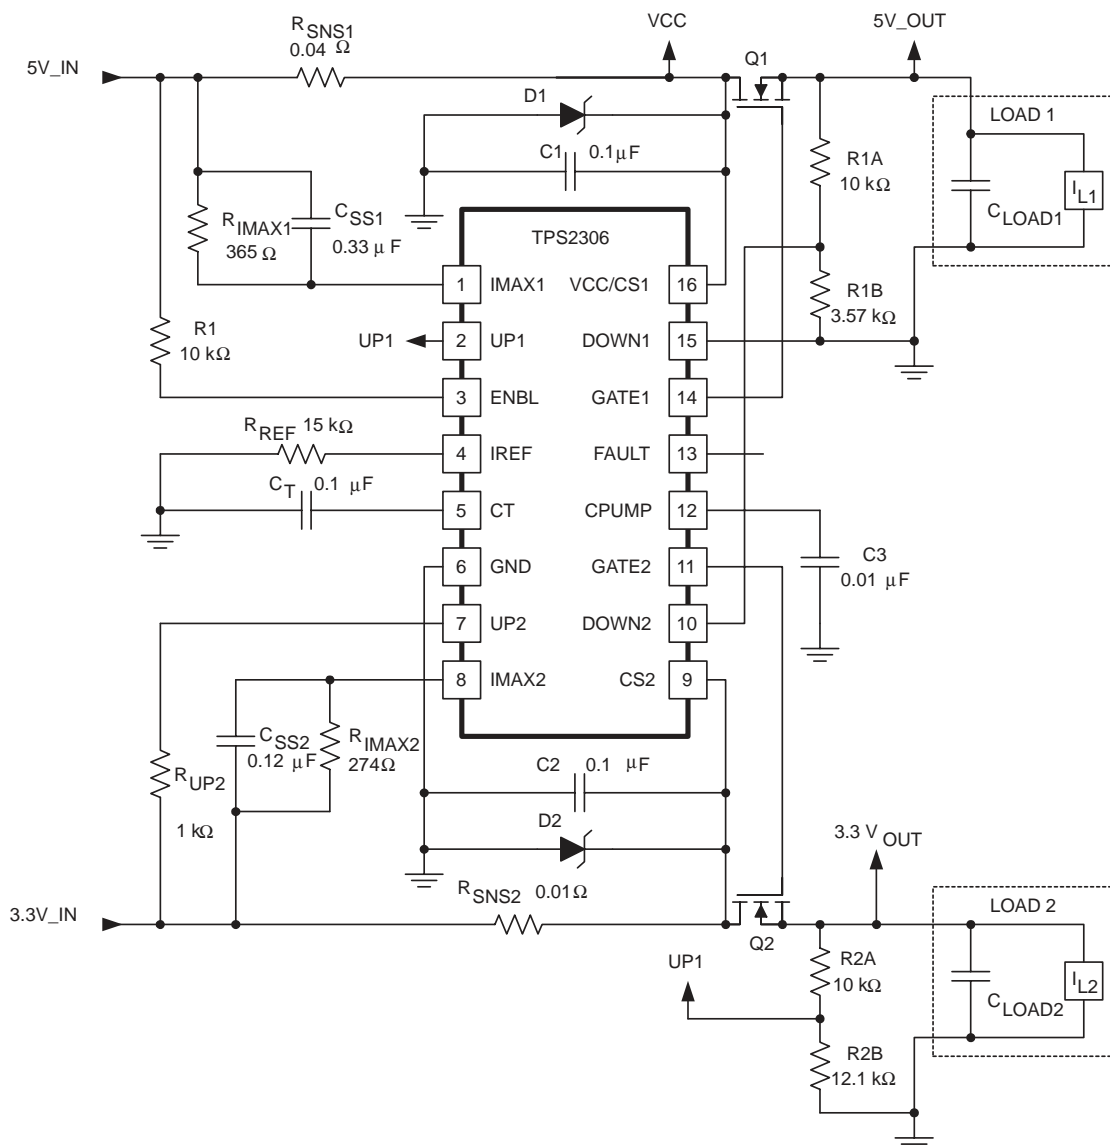 RSNS1
0.04 Ω
VCC
5V_OUT
5V_IN
Q1
D1
LOAD 1
C1 0.1µF
R1A
10 kΩ
IL1
CLOAD1
RIMAX1
365 Ω
CSS1
0.33 µ F
TPS2306
1 IMAX1
VCC/CS1 16
R1B
3.57 kΩ
R1
10 kΩ
UP1
2 UP1
DOWN1 15
3 ENBL
GATE1 14
RREF 15 kΩ
4 IREF
FAULT 13
CT 0.1 µF
5 CT
CPUMP 12
C3
0.01 µF
6 GND
GATE2 11
7 UP2
DOWN2 10
8 IMAX2
CS2 9
CSS2
0.12 µF
RIMAX2
274Ω
RUP2
1 kΩ
C2 0.1 µF
D2
3.3 VOUT
RSNS2 0.01Ω
3.3V_IN
Q2
LOAD 2
UP1
R2A
10 kΩ
IL2
CLOAD2
R2B
12.1 kΩ